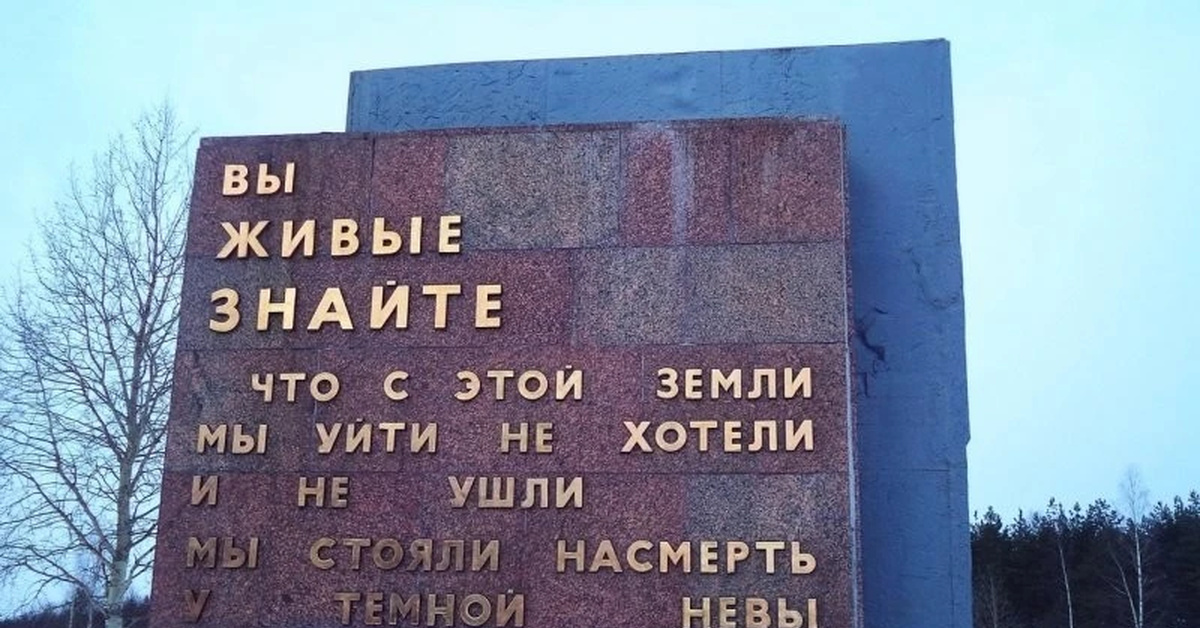 ВЫ
ЖИВЫЕ
ЗНАЙТЕ
ЧТО С ЭТОЙ ЗЕМЛИ
МЫ УЙТИ НЕ ХОТЕЛИ
И НЕ УШЛИ
МЫ СТОЯЛИ НАСМЕРТЬ
У ТЕМНОЙ НЕВЫ